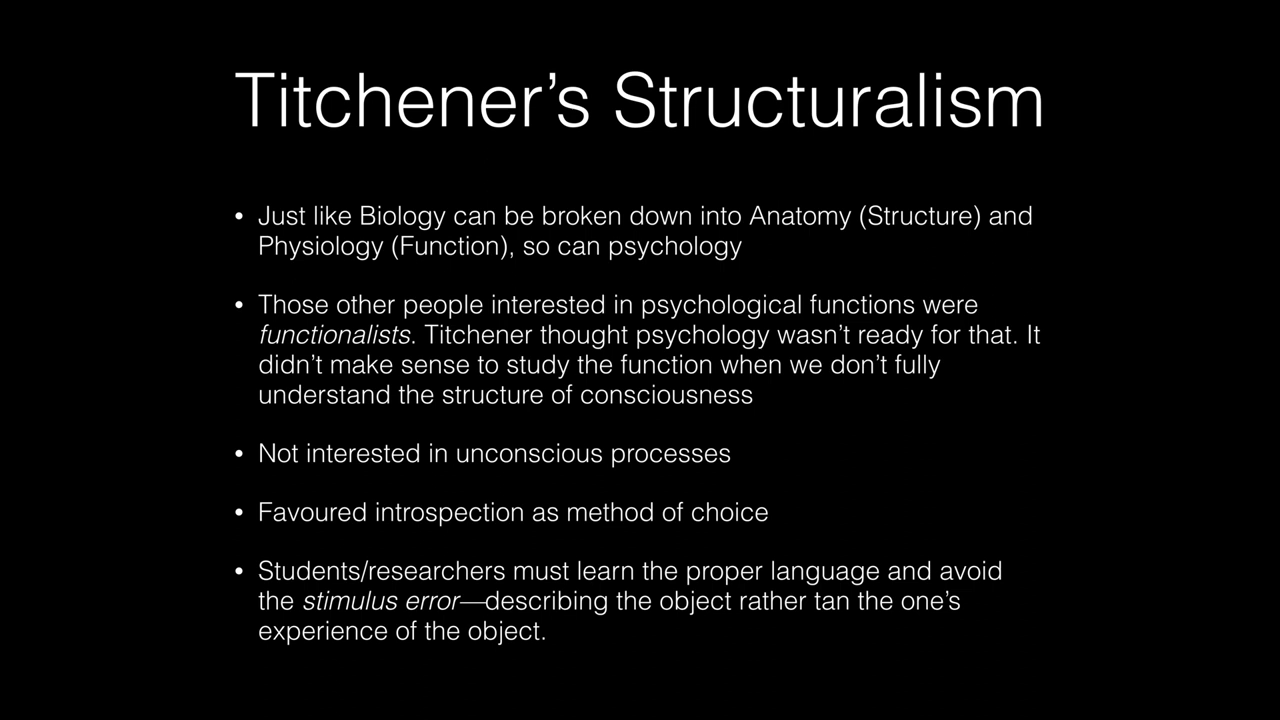 Titchener's Structuralism
• Just like Biology can be broken down into Anatomy (Structure) and
Physiology (Function), so can psychology
• Those other people interested in psychological functions were
functionalists. Titchener thought psychology wasn't ready for that. It
didn't make sense to study the function when we don't fully
understand the structure of consciousness
• Not interested in unconscious processes
• Favoured introspection as method of choice
• Students/researchers must learn the proper language and avoid
the stimulus error—describing the object rather tan the one's
experience of the object.